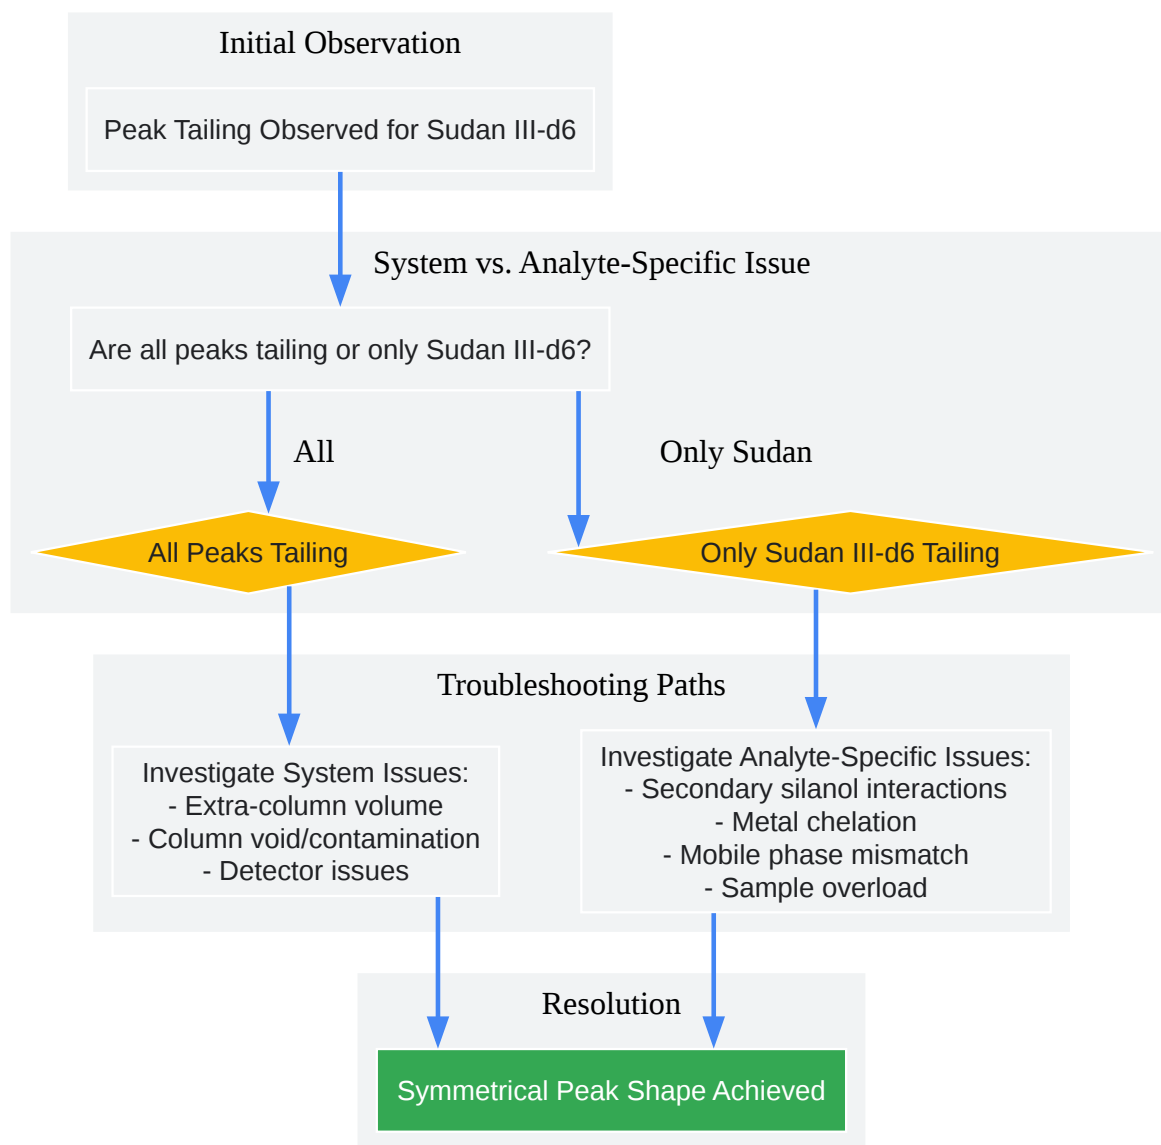 Initial Observation
Peak Tailing Observed for Sudan III-d6
System vs. Analyte-Specific Issue
Are all peaks tailing or only Sudan III-d6?
All
Only Sudan
All Peaks Tailing
Only Sudan III-d6 Tailing
Troubleshooting Paths
Investigate System Issues:
- Extra-column volume
- Column void/contamination
- Detector issues
Investigate Analyte-Specific Issues:
- Secondary silanol interactions
- Metal chelation
- Mobile phase mismatch
- Sample overload
Resolution
Symmetrical Peak Shape Achieved